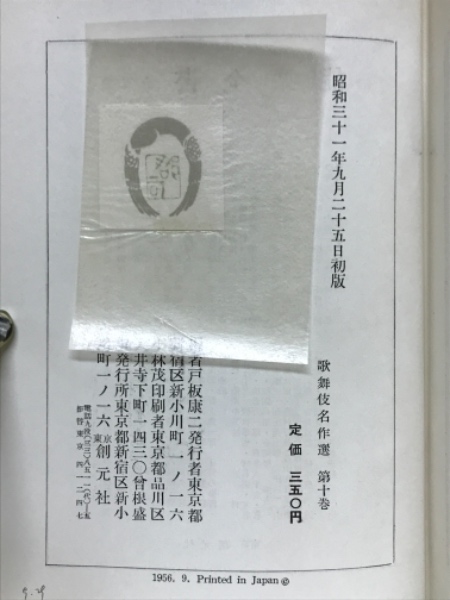 昭和三十一年九月二十五日初版
歌舞伎名作選 第十巻
定価 三五〇円
者戸板康二発行者東京都
宿区新小川町一ノ一六
林茂印刷者東京都品川区
井寺下町一四三〇曾根盛
発行所東京都新宿区新小
町一ノ一六東京創元社
1956. 9. Printed in Japan ©